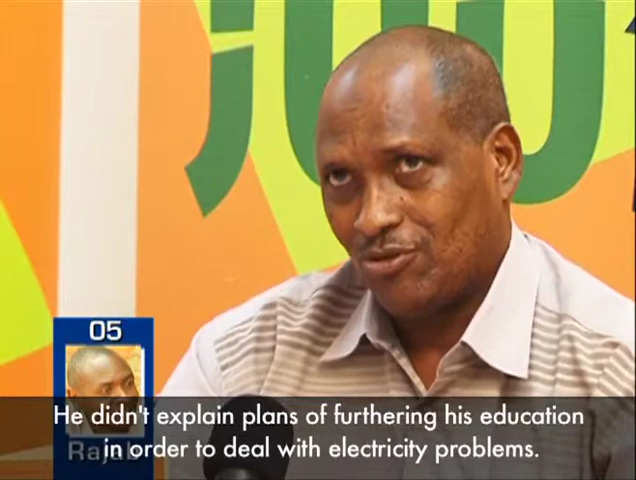 05
Rajab
He didn't explain plans of furthering his education
in order to deal with electricity problems.